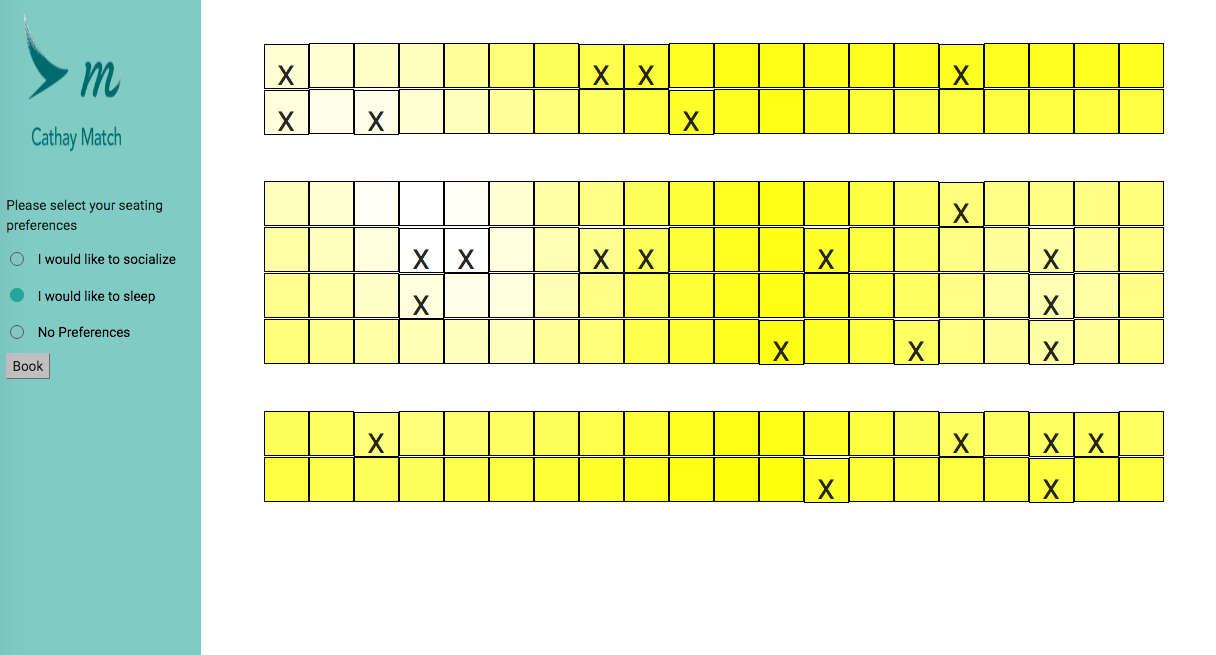 m
Cathay Match
Please select your seating
preferences
I would like to socialize
I would like to sleep
No Preferences
Book
X X X X
X X X
X
X X X X X X
X X
X X X
X X X X
X X